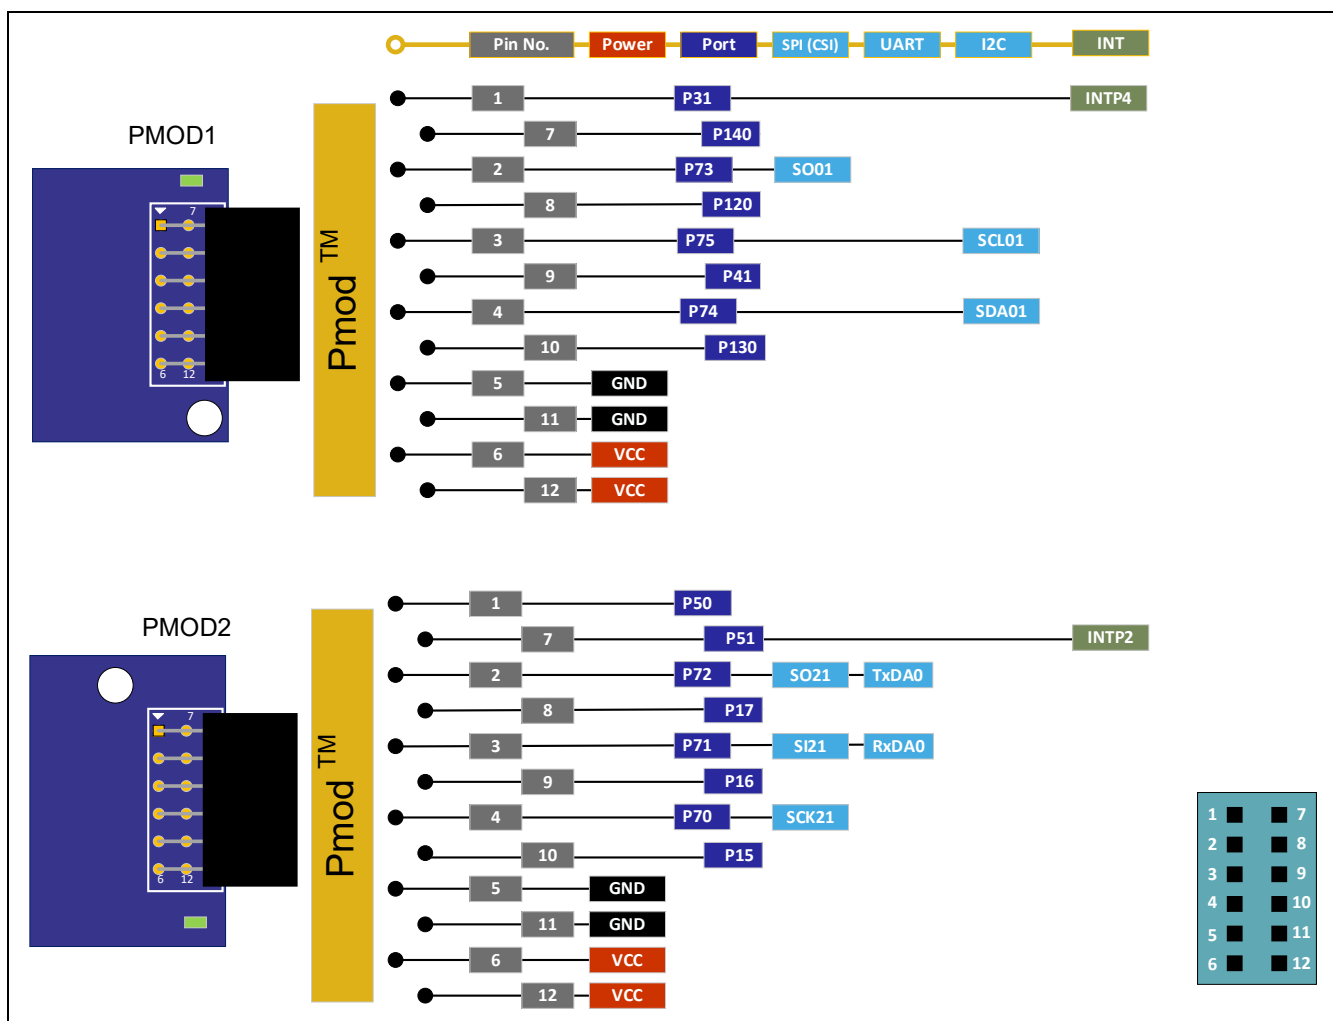 Pin No. Power Port SPI (CSI) UART I2C INT
PMOD1
7
6 12
Pmod TM
1 P31 INTP4
7 P140
2 P73 SO01
8 P120
3 P75 SCL01
9 P41
4 P74 SDA01
10 P130
5 GND
11 GND
6 VCC
12 VCC
PMOD2
7
6 12
Pmod TM
1 P50
7 P51 INTP2
2 P72 SO21 TxDA0
8 P17
3 P71 SI21 RxDA0
9 P16
4 P70 SCK21
10 P15
5 GND
11 GND
6 VCC
12 VCC
1 7
2 8
3 9
4 10
5 11
6 12